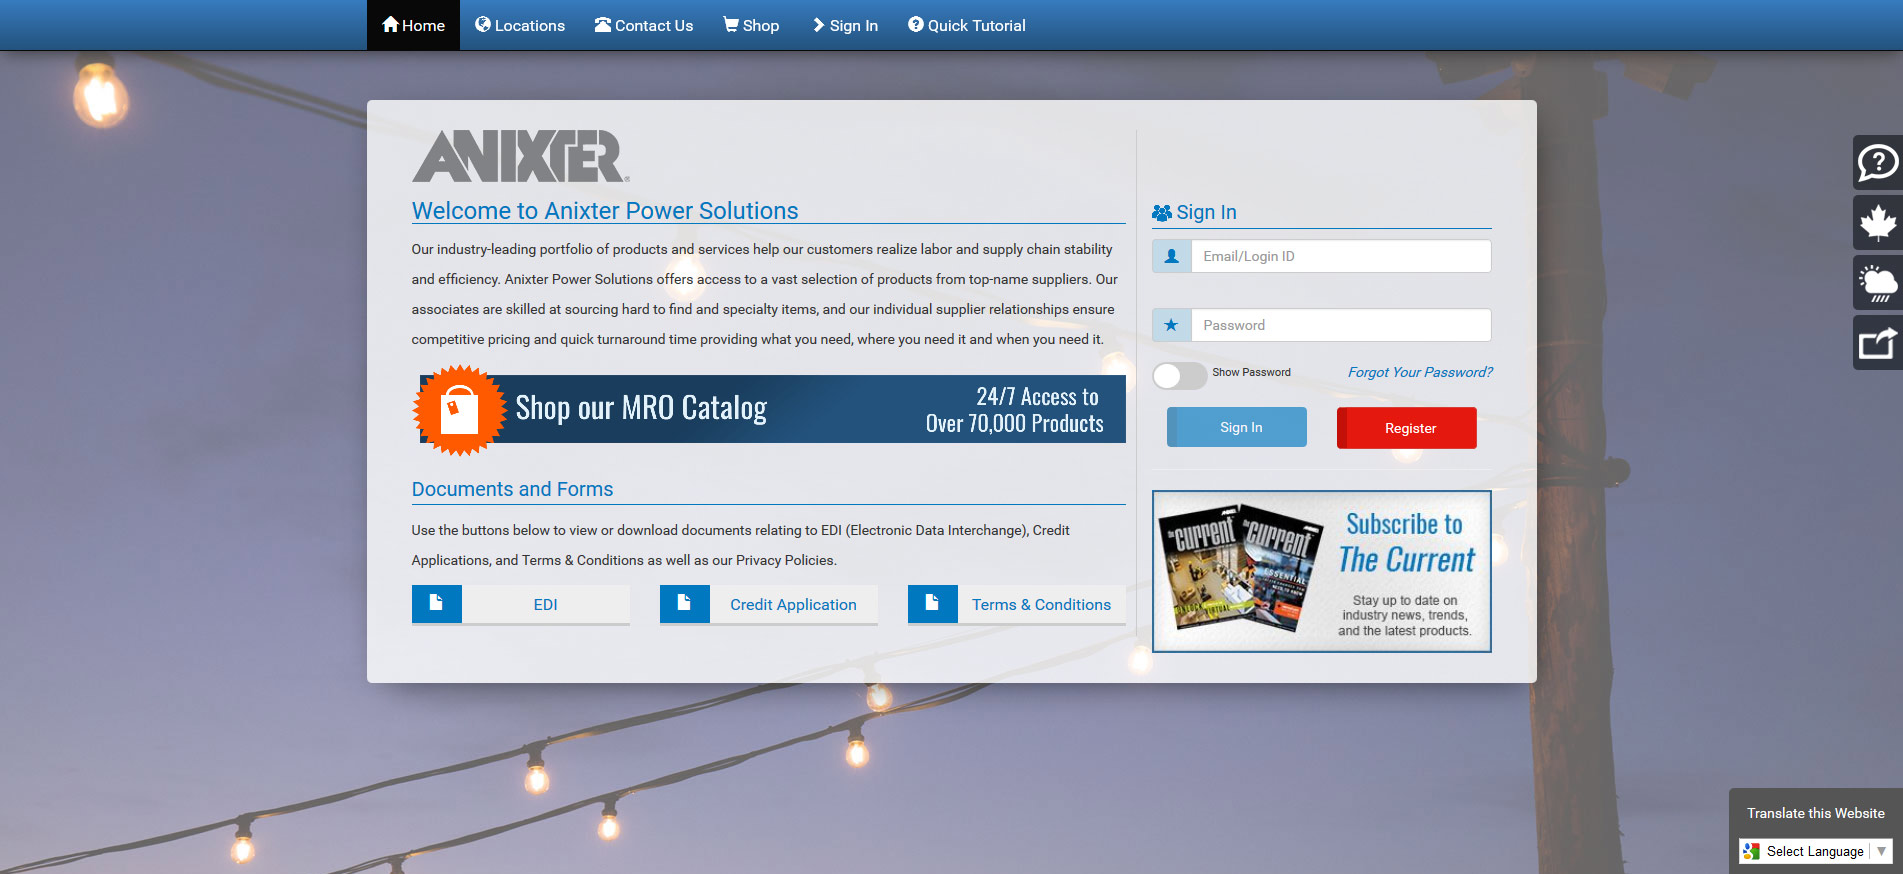 Home Locations Contact Us Shop Sign In Quick Tutorial
ANIXTER
Welcome to Anixter Power Solutions
Our industry-leading portfolio of products and services help our customers realize labor and supply chain stability
and efficiency. Anixter Power Solutions offers access to a vast selection of products from top-name suppliers. Our
associates are skilled at sourcing hard to find and specialty items, and our individual supplier relationships ensure
competitive pricing and quick turnaround time providing what you need, where you need it and when you need it.
Shop our MRO Catalog
24/7 Access to
Over 70,000 Products
Documents and Forms
Use the buttons below to view or download documents relating to EDI (Electronic Data Interchange), Credit
Applications, and Terms & Conditions as well as our Privacy Policies.
EDI
Credit Application
Terms & Conditions
Sign In
Email/Login ID
Password
Show Password
Forgot Your Password?
Sign In
Register
the current
the current
ESSENTIAL
UNLOCK
VIRTUAL
Subscribe to
The Current
Stay up to date on
industry news, trends,
and the latest products.
Translate this Website
Select Language